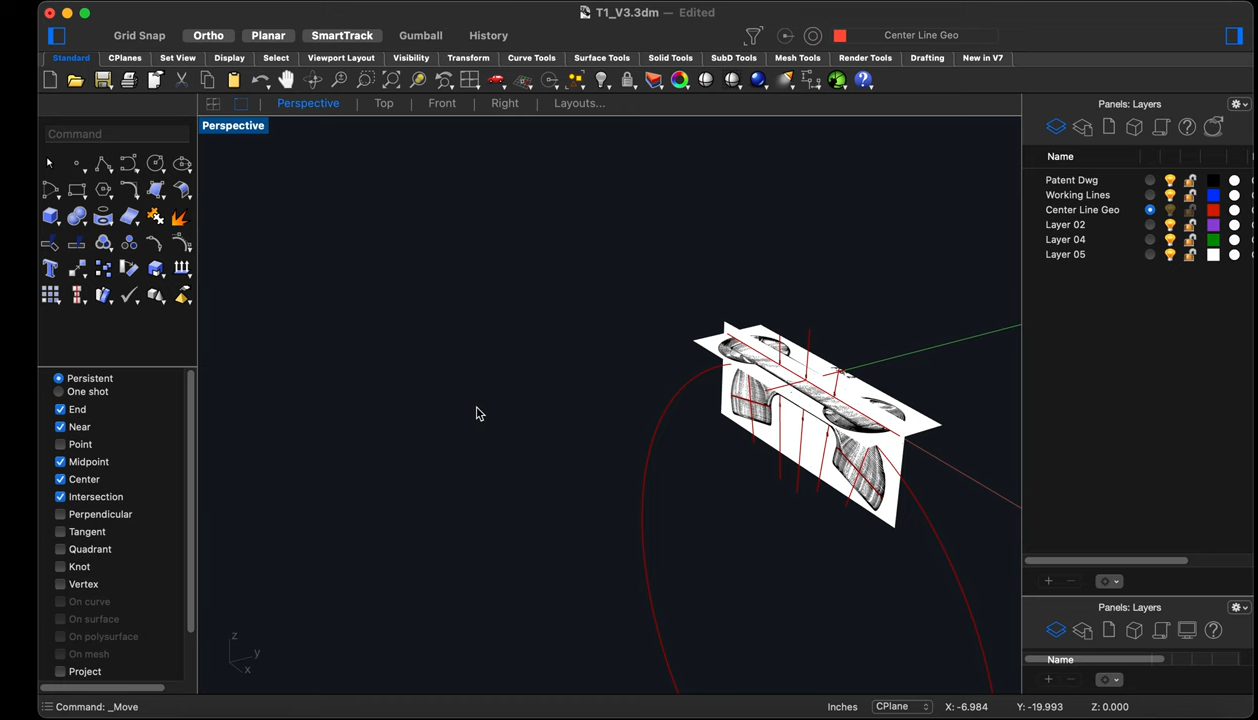 T1_V3.3dm — Edited
Grid Snap Ortho Planar SmartTrack Gumball History Center Line Geo
Standard CPlanes Set View Display Select Viewport Layout Visibility Transform Curve Tools Surface Tools Solid Tools SubD Tools Mesh Tools Render Tools Drafting New in V7
Perspective | Top | Front | Right | Layouts...
Panels: Layers
Perspective
Command
Name
Patent Dwg
Working Lines
Center Line Geo
Layer 02
Layer 04
Layer 05
Persistent
One shot
End
Near
Point
Midpoint
Center
Intersection
Perpendicular
Tangent
Quadrant
Knot
Vertex
On curve
On surface
On polysurface
On mesh
Project
z
y
x
Panels: Layers
Name
Command: _Move
Inches CPlane X: -6.984 Y: -19.993 Z: 0.000